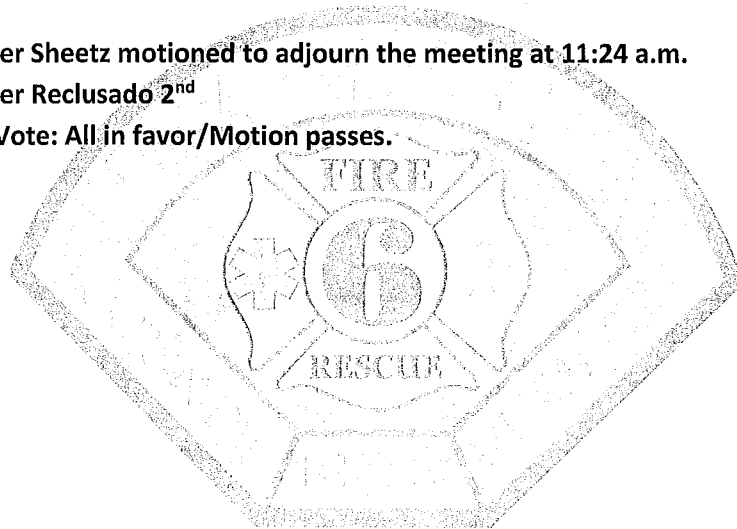 er Sheetz motioned to adjourn the meeting at 11:24 a.m.
er Reclusado 2nd
Vote: All in favor/Motion passes.
FIRE
6
RESCUE